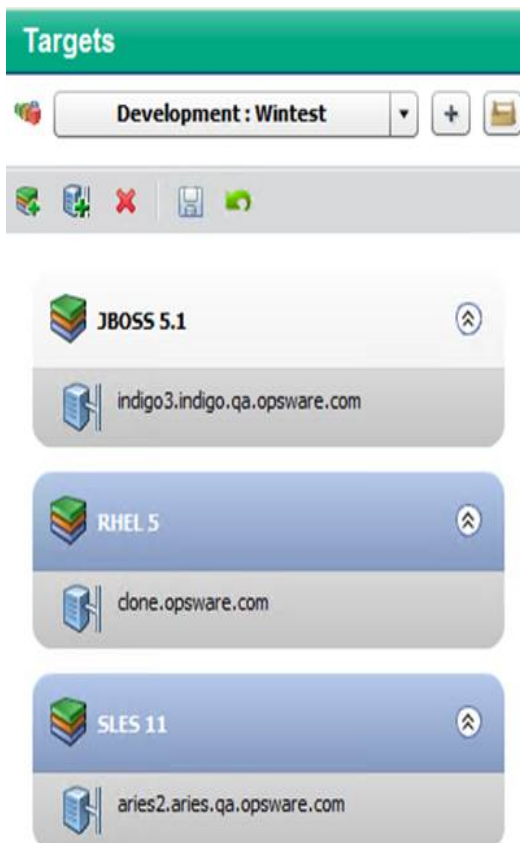 Targets
Development : Wintest
JBOSS 5.1
indigo3.indigo.qa.opsware.com
RHEL 5
clone.opsware.com
SLES 11
aries2.aries.qa.opsware.com